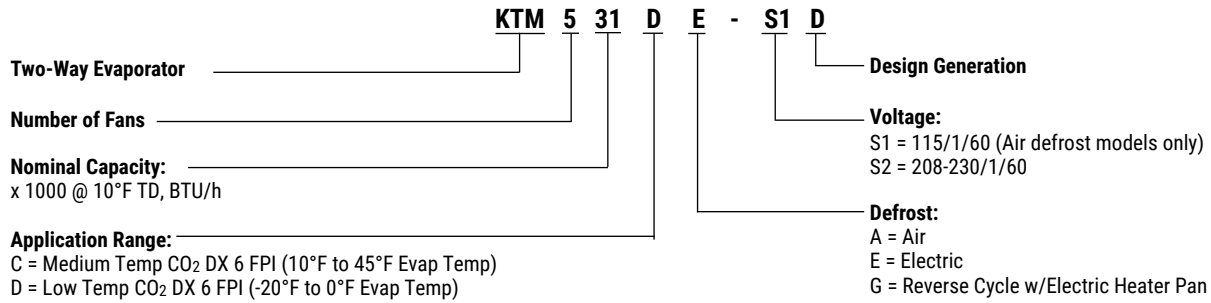 KTM 5 31 D E - S1 D
Two-Way Evaporator
Number of Fans
Nominal Capacity:
x 1000 @ 10°F TD, BTU/h
Application Range:
C = Medium Temp CO2 DX 6 FPI (10°F to 45°F Evap Temp)
D = Low Temp CO2 DX 6 FPI (-20°F to 0°F Evap Temp)
Design Generation
Voltage:
S1 = 115/1/60 (Air defrost models only)
S2 = 208-230/1/60
Defrost:
A = Air
E = Electric
G = Reverse Cycle w/Electric Heater Pan